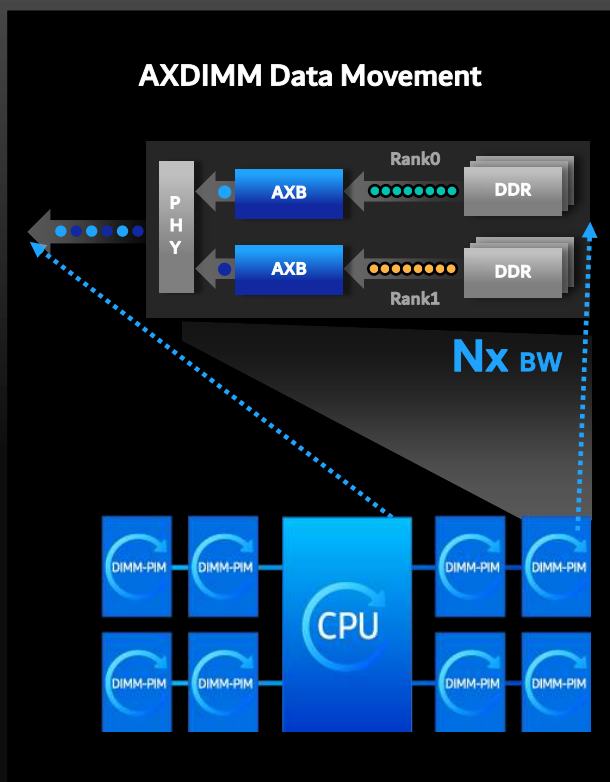 AXDIMM Data Movement
Rank0
PHY
AXB
DDR
AXB
DDR
Rank1
Nx BW
DIMM-PIM
DIMM-PIM
DIMM-PIM
DIMM-PIM
CPU
DIMM-PIM
DIMM-PIM
DIMM-PIM
DIMM-PIM